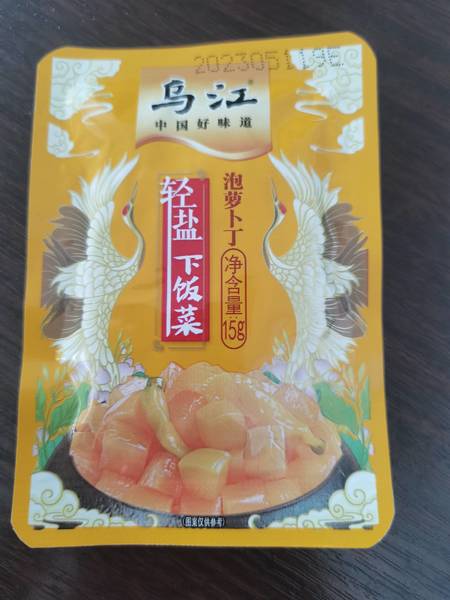 2023051196
乌江®
中国好味道
泡萝卜丁
轻盐
下饭菜
净含量:15g
(图案仅供参考)